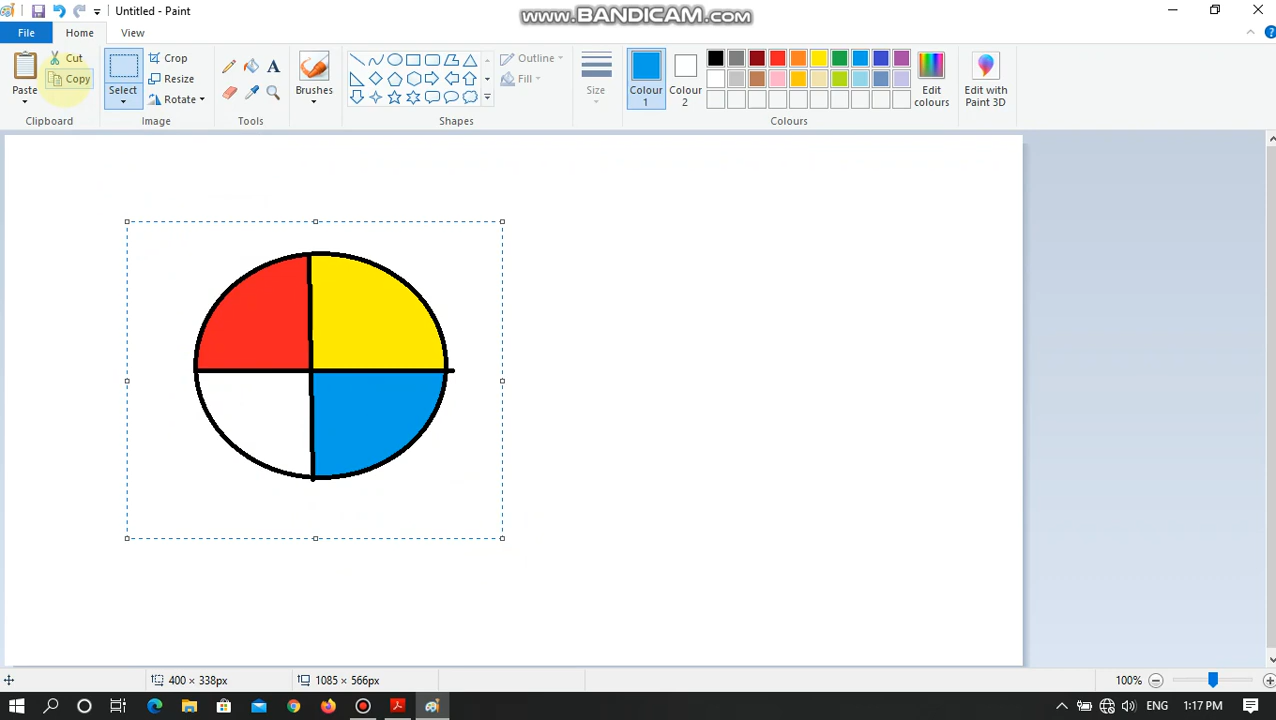 Untitled - Paint
www.BANDICAM.com
File
Home
View
Paste
Cut
Copy
Clipboard
Select
Crop
Resize
Rotate
Image
A
Tools
Brushes
Outline
Fill
Shapes
Size
Colour 1
Colour 2
Edit colours
Edit with Paint 3D
Colours
400 × 338px
1085 × 566px
100%
ENG
1:17 PM